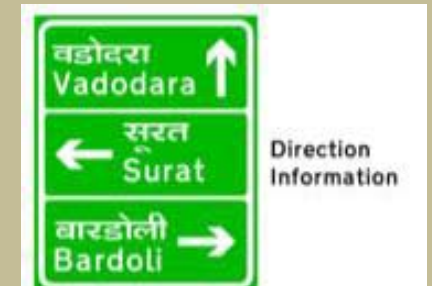 वडोदरा
Vadodara
सूरत
Surat
बारडोली
Bardoli
Direction
Information